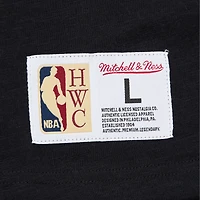 H
W
C
NBA
Mitchell & Ness
L
MITCHELL & NESS NOSTALGIA CO.
AUTHENTIC LICENSED APPAREL
DESIGNED IN PHILADELPHIA, PA.
ESTABLISHED 1904
AUTHENTIC, PREMIUM, LEGENDARY.